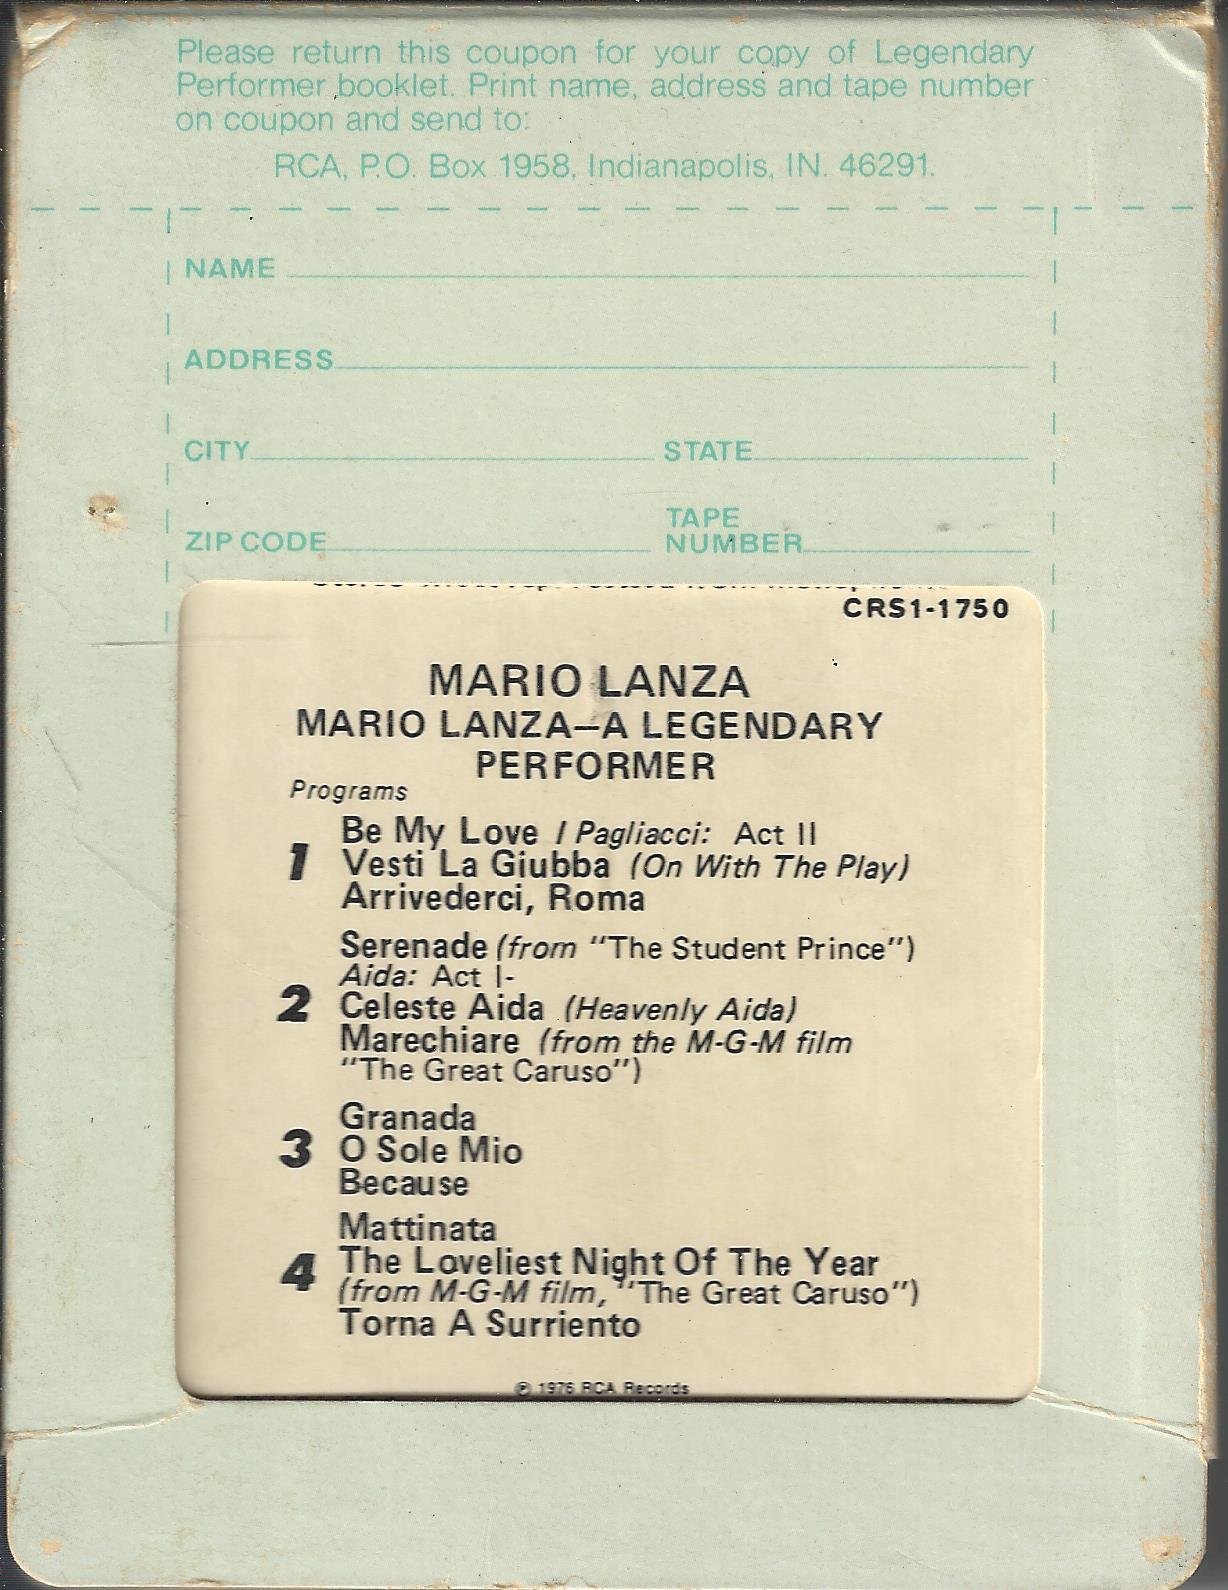 Please return this coupon for your copy of Legendary
Performer booklet. Print name, address and tape number
on coupon and send to:
RCA, P.O. Box 1958, Indianapolis, IN. 46291.
NAME
ADDRESS
CITY STATE
ZIP CODE TAPE NUMBER
CRS1-1750
MARIO LANZA
MARIO LANZA—A LEGENDARY
PERFORMER
Programs
1
Be My Love / Pagliacci: Act II
Vesti La Giubba (On With The Play)
Arrivederci, Roma
2
Serenade (from "The Student Prince")
Aida: Act I-
Celeste Aida (Heavenly Aida)
Marechiare (from the M-G-M film
"The Great Caruso")
3
Granada
O Sole Mio
Because
4
Mattinata
The Loveliest Night Of The Year
(from M-G-M film, "The Great Caruso")
Torna A Surriento
℗ 1976 RCA Records